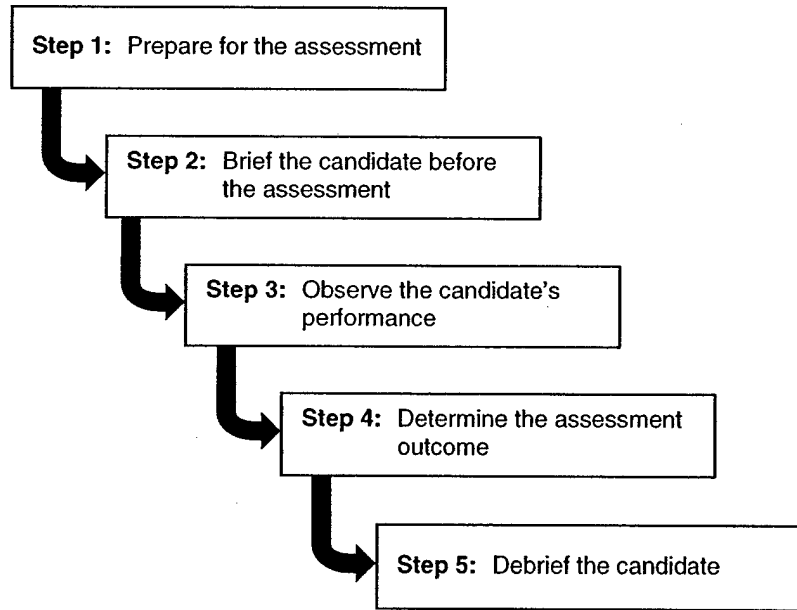 Step 1: Prepare for the assessment
Step 2: Brief the candidate before
the assessment
Step 3: Observe the candidate's
performance
Step 4: Determine the assessment
outcome
Step 5: Debrief the candidate